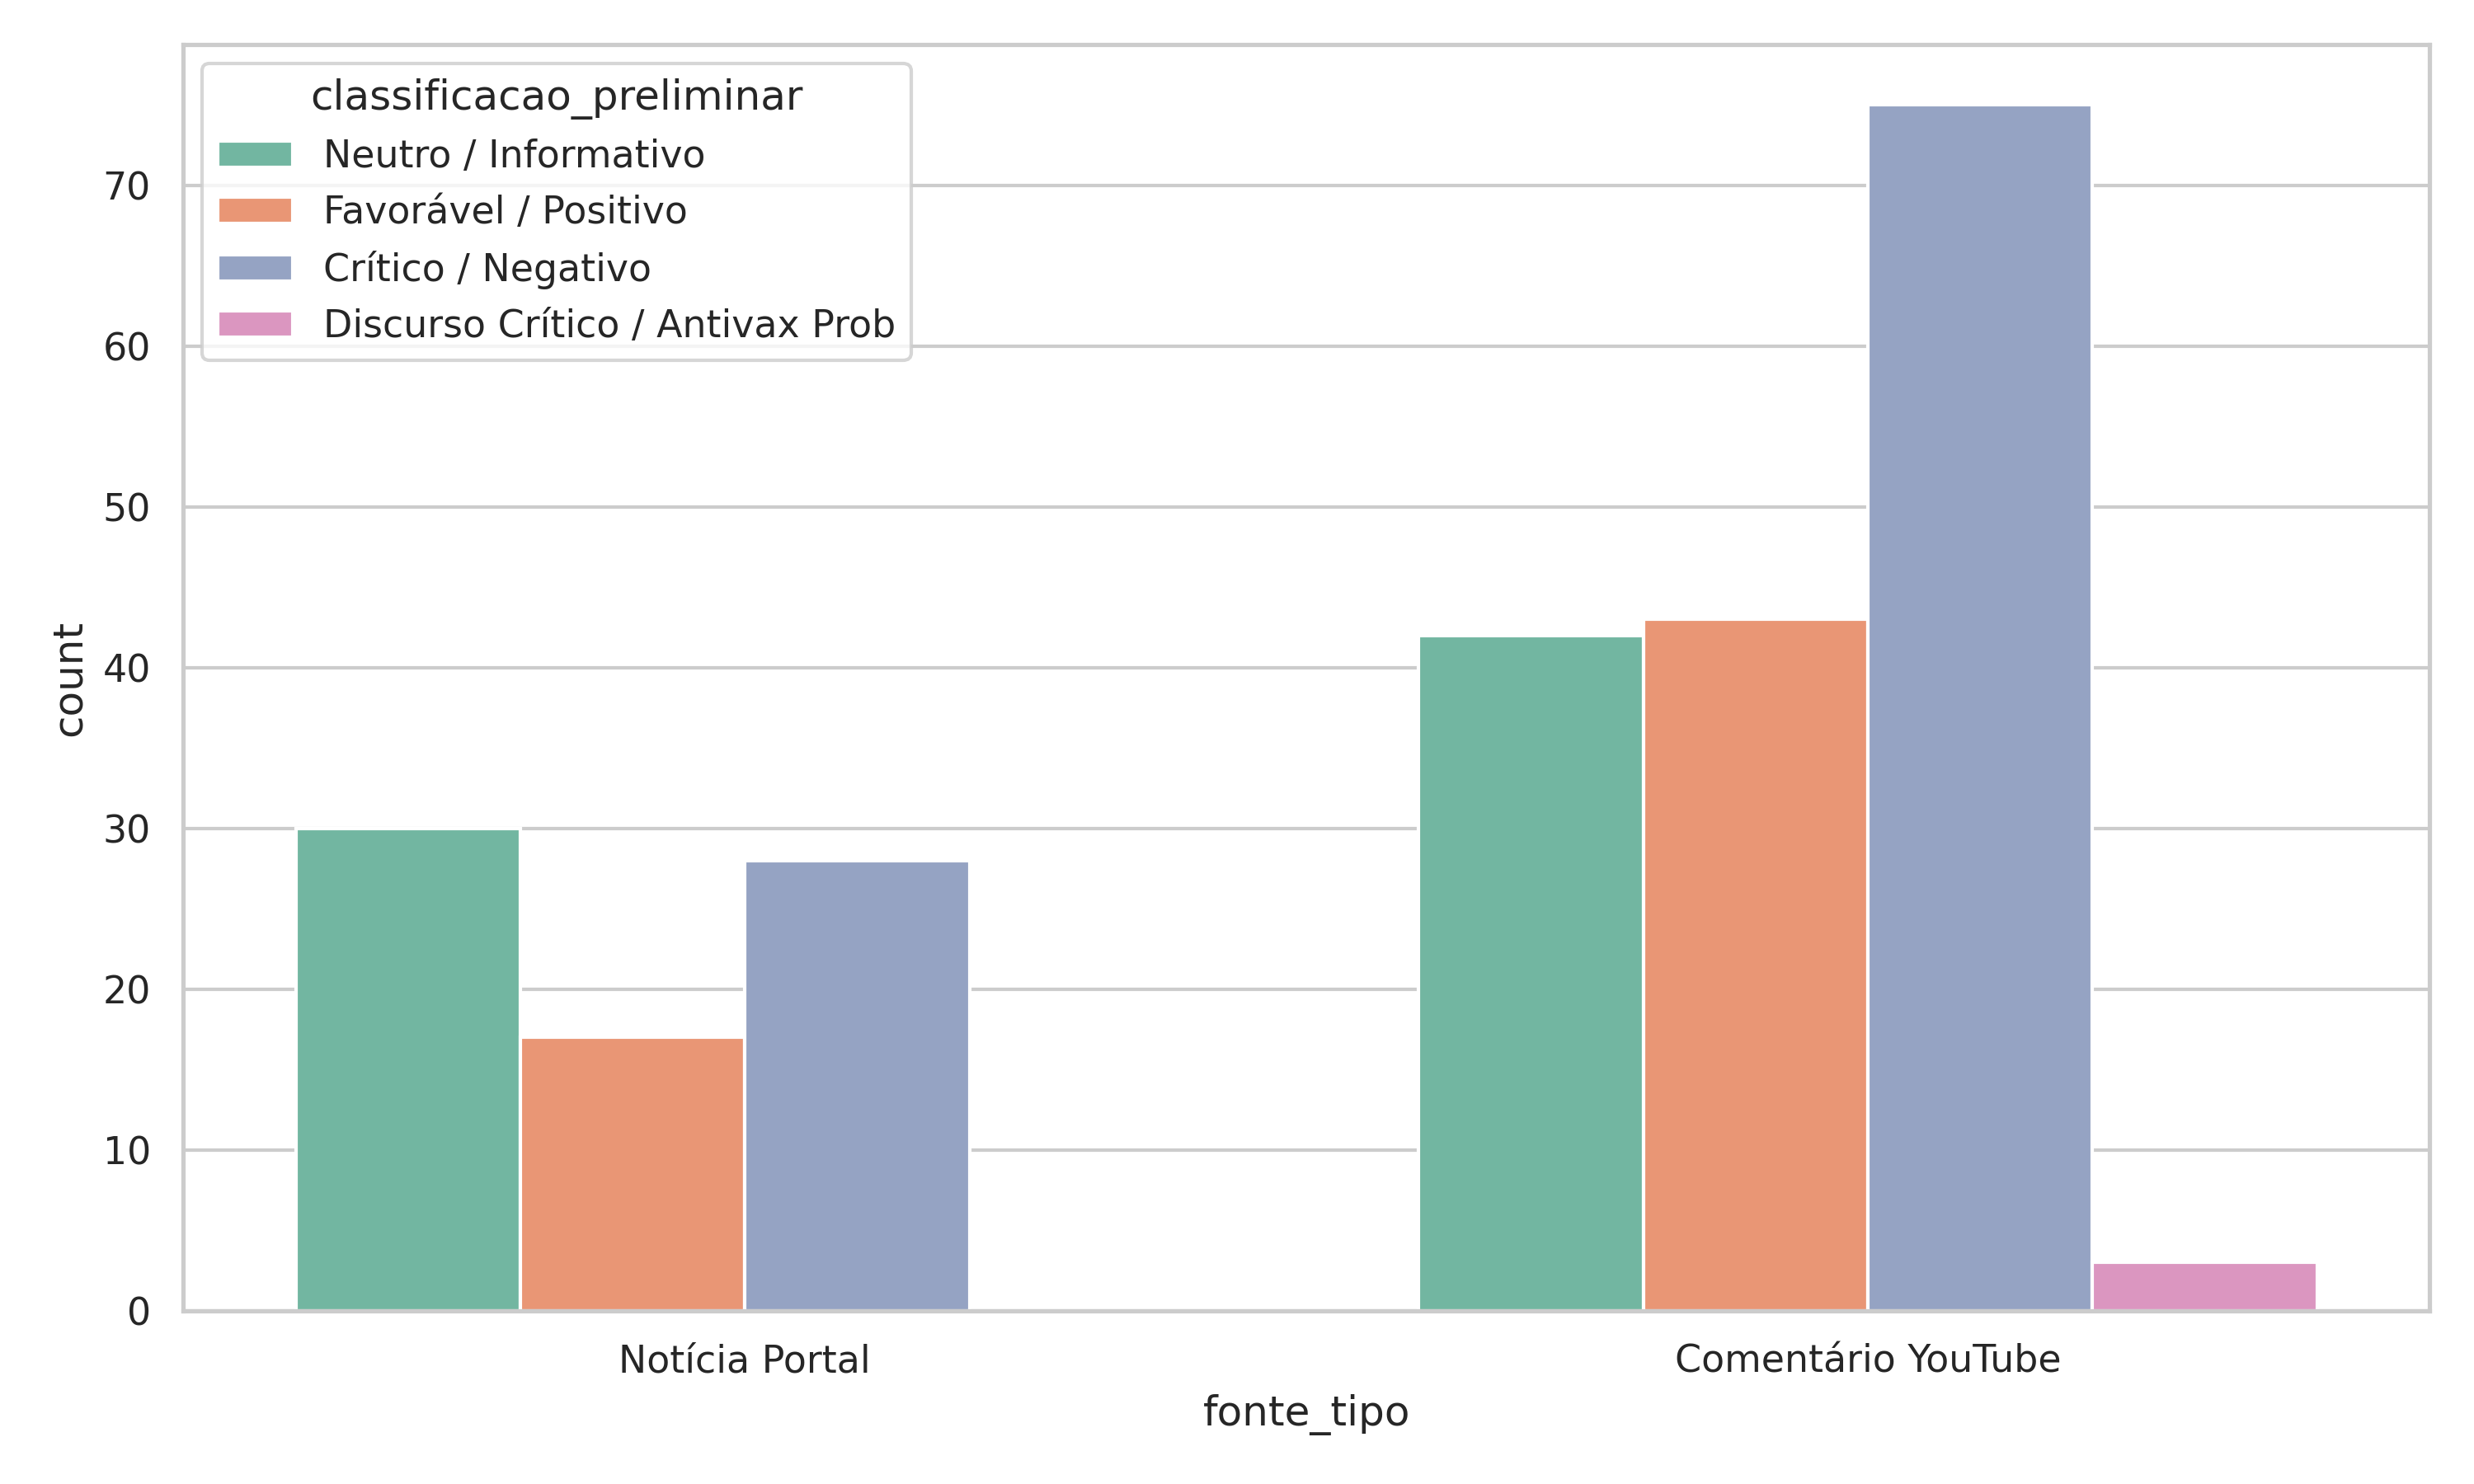 classificacao_preliminar
Neutro / Informativo
Favorável / Positivo
Crítico / Negativo
Discurso Crítico / Antivax Prob
70
60
50
40
30
20
10
0
count
Notícia Portal
Comentário YouTube
fonte_tipo